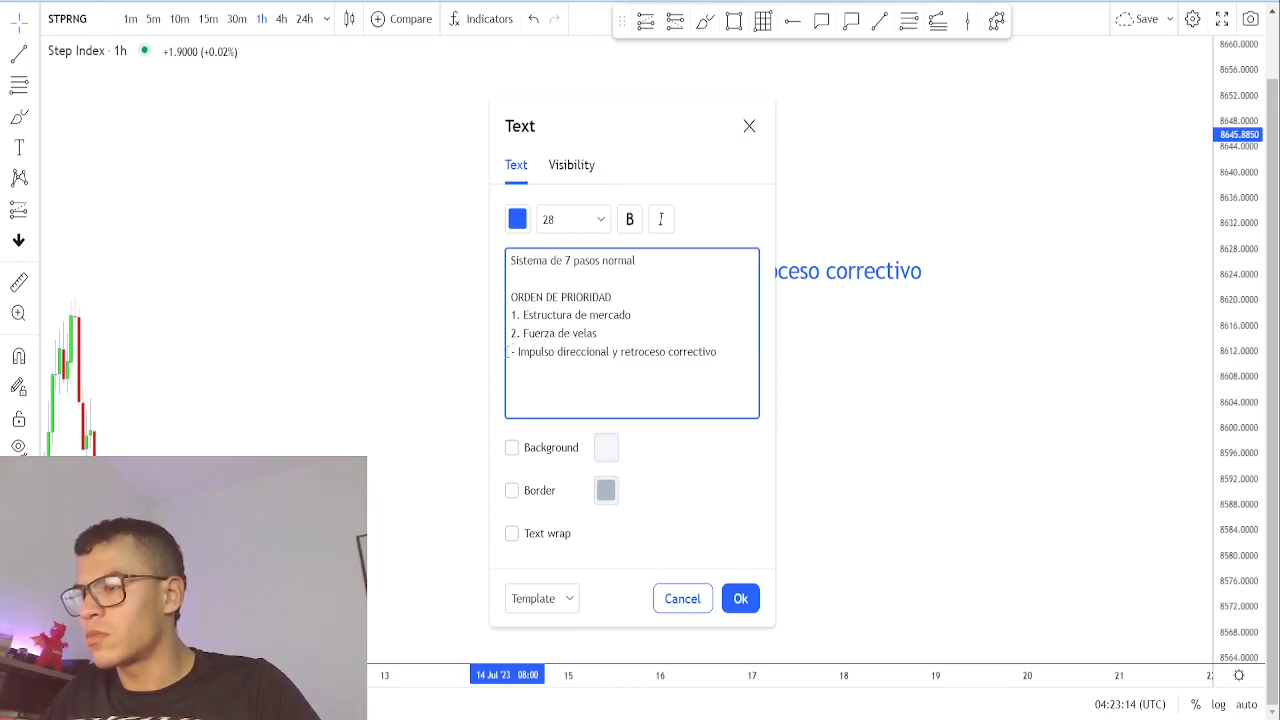 STPRNG
1m 5m 10m 15m 30m 1h 4h 24h
Compare
Indicators
Save
Step Index · 1h
+1.9000 (+0.02%)
8660.0000
8656.0000
8652.0000
8648.0000
8645.8850
8644.0000
8640.0000
8636.0000
8632.0000
8628.0000
8624.0000
8620.0000
8616.0000
8612.0000
8608.0000
8604.0000
8600.0000
8596.0000
8592.0000
8588.0000
8584.0000
8580.0000
8576.0000
8572.0000
8568.0000
8564.0000
Text
Text Visibility
28 B I
Sistema de 7 pasos normal
ORDEN DE PRIORIDAD
1. Estructura de mercado
2. Fuerza de velas
- Impulso direccional y retroceso correctivo
oceso correctivo
Background
Border
Text wrap
Template
Cancel
Ok
13 14 Jul '23 08:00 15 16 17 18 19 20 21
04:23:14 (UTC)
% log auto